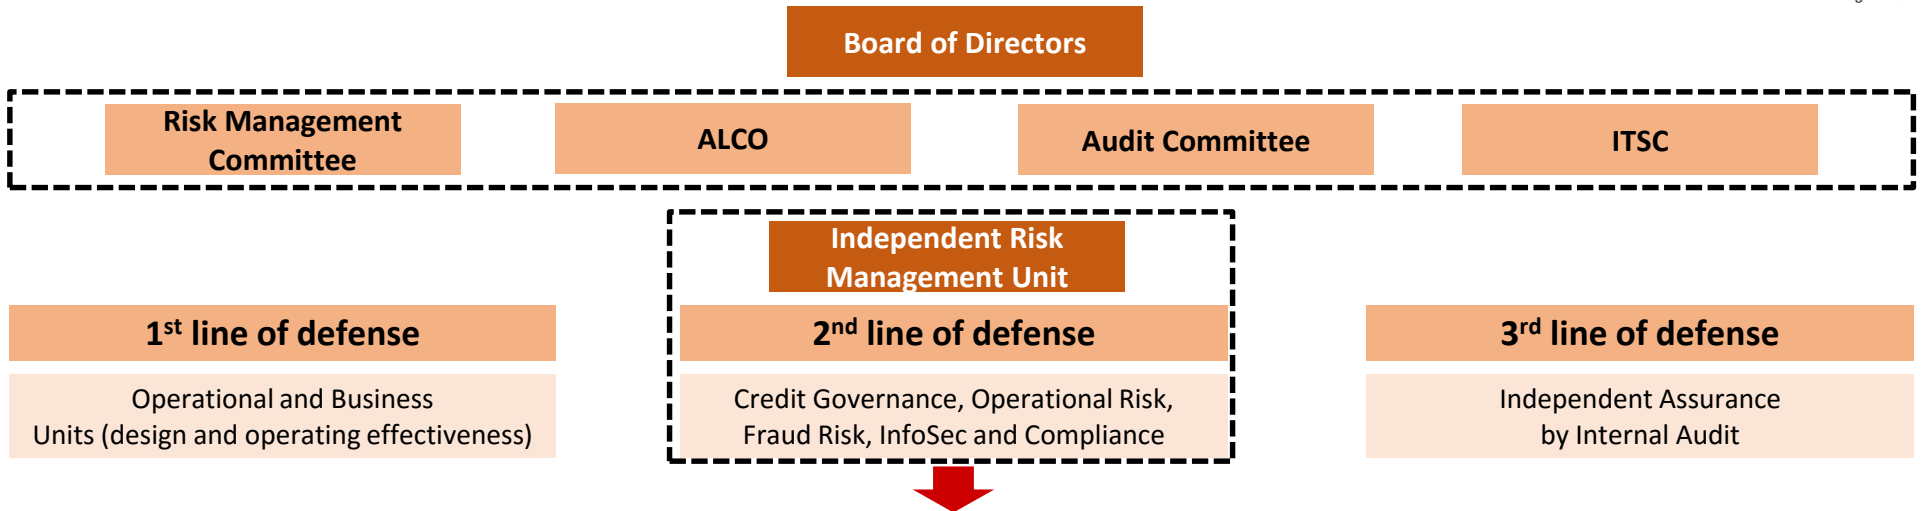 Board of Directors
Risk Management
Committee
ALCO
Audit Committee
ITSC
Independent Risk
Management Unit
1st line of defense
2nd line of defense
3rd line of defense
Operational and Business
Units (design and operating effectiveness)
Credit Governance, Operational Risk,
Fraud Risk, InfoSec and Compliance
Independent Assurance
by Internal Audit